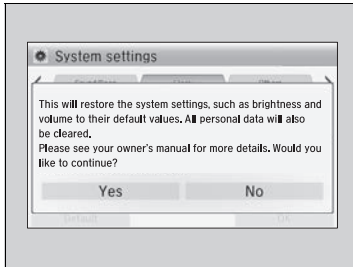 System settings
Clock
Others
This will restore the system settings, such as brightness and
volume to their default values. All personal data will also
be cleared.
Please see your owner's manual for more details. Would you
like to continue?
Yes
No
Default
OK